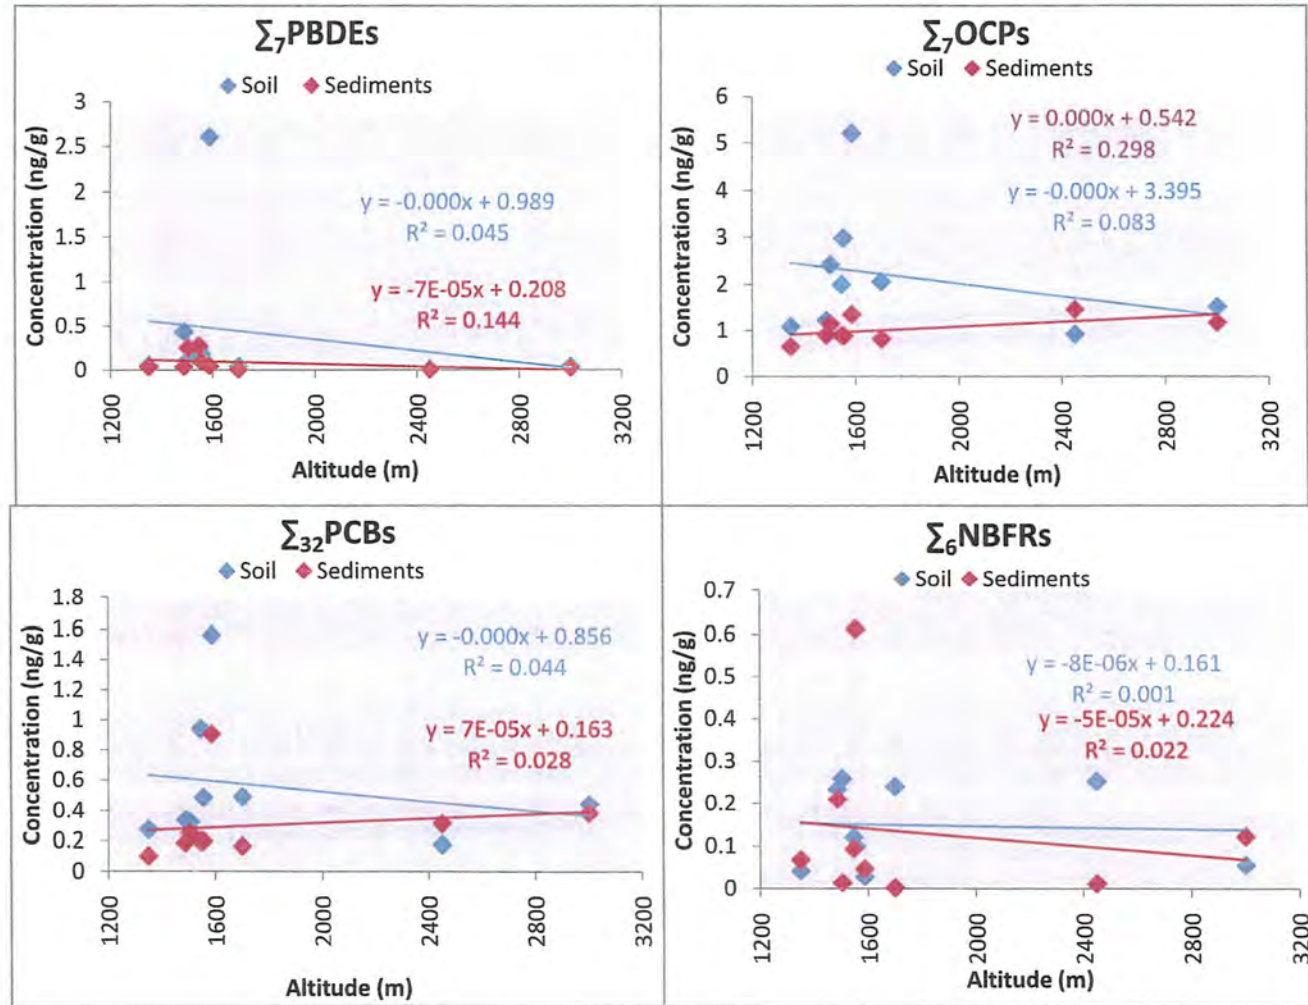 ∑₇PBDEs
Soil Sediments
Concentration (ng/g)
3
2.5
2
1.5
1
0.5
0
y = -0.000x + 0.989
R² = 0.045
y = -7E-05x + 0.208
R² = 0.144
1200 1600 2000 2400 2800 3200
Altitude (m)
∑₇OCPs
Soil Sediments
Concentration (ng/g)
6
5
4
3
2
1
0
y = 0.000x + 0.542
R² = 0.298
y = -0.000x + 3.395
R² = 0.083
1200 1600 2000 2400 2800 3200
Altitude (m)
∑₃₂PCBs
Soil Sediments
Concentration (ng/g)
1.8
1.6
1.4
1.2
1
0.8
0.6
0.4
0.2
0
y = -0.000x + 0.856
R² = 0.044
y = 7E-05x + 0.163
R² = 0.028
1200 1600 2000 2400 2800 3200
Altitude (m)
∑₆NBFRs
Soil Sediments
Concentration (ng/g)
0.7
0.6
0.5
0.4
0.3
0.2
0.1
0
y = -8E-06x + 0.161
R² = 0.001
y = -5E-05x + 0.224
R² = 0.022
1200 1600 2000 2400 2800 3200
Altitude (m)